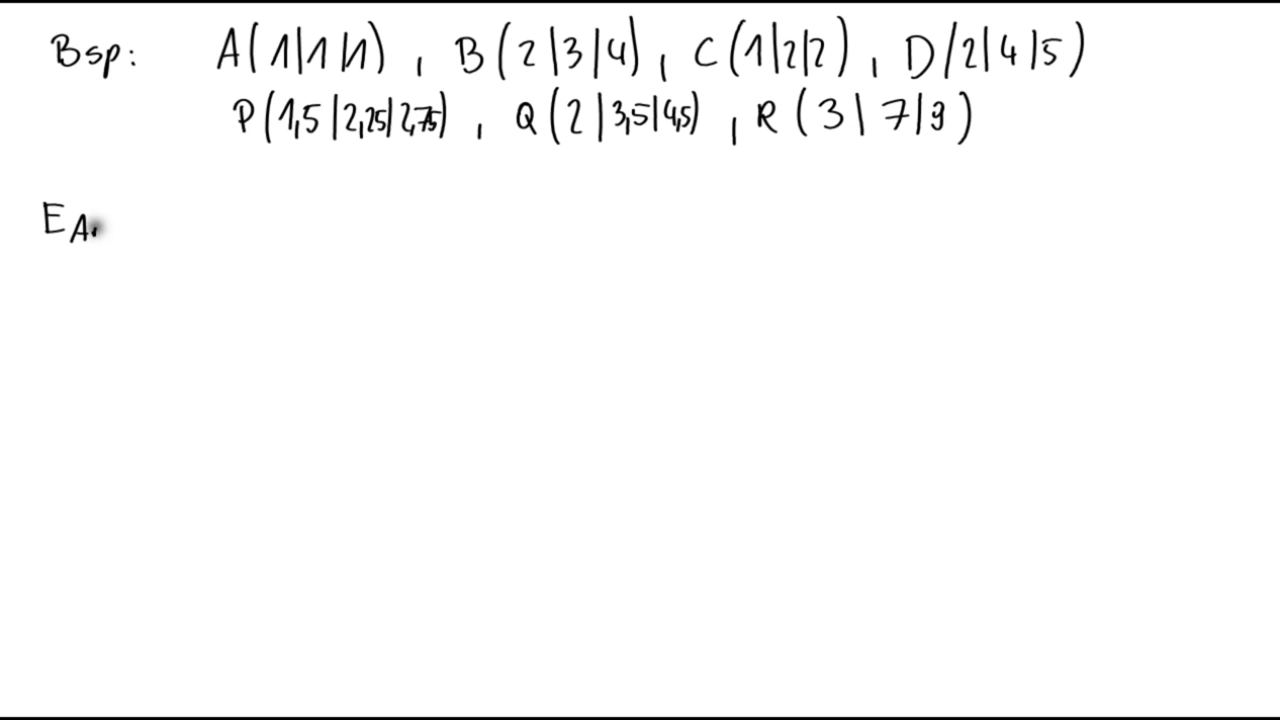 Bsp: A(1|1|1) , B(2|3|4) , C(1|2|2) , D(2|4|5)
P(1,5|2,25|2,75) , Q(2|3,5|4,5) , R(3|7|9)
E_A